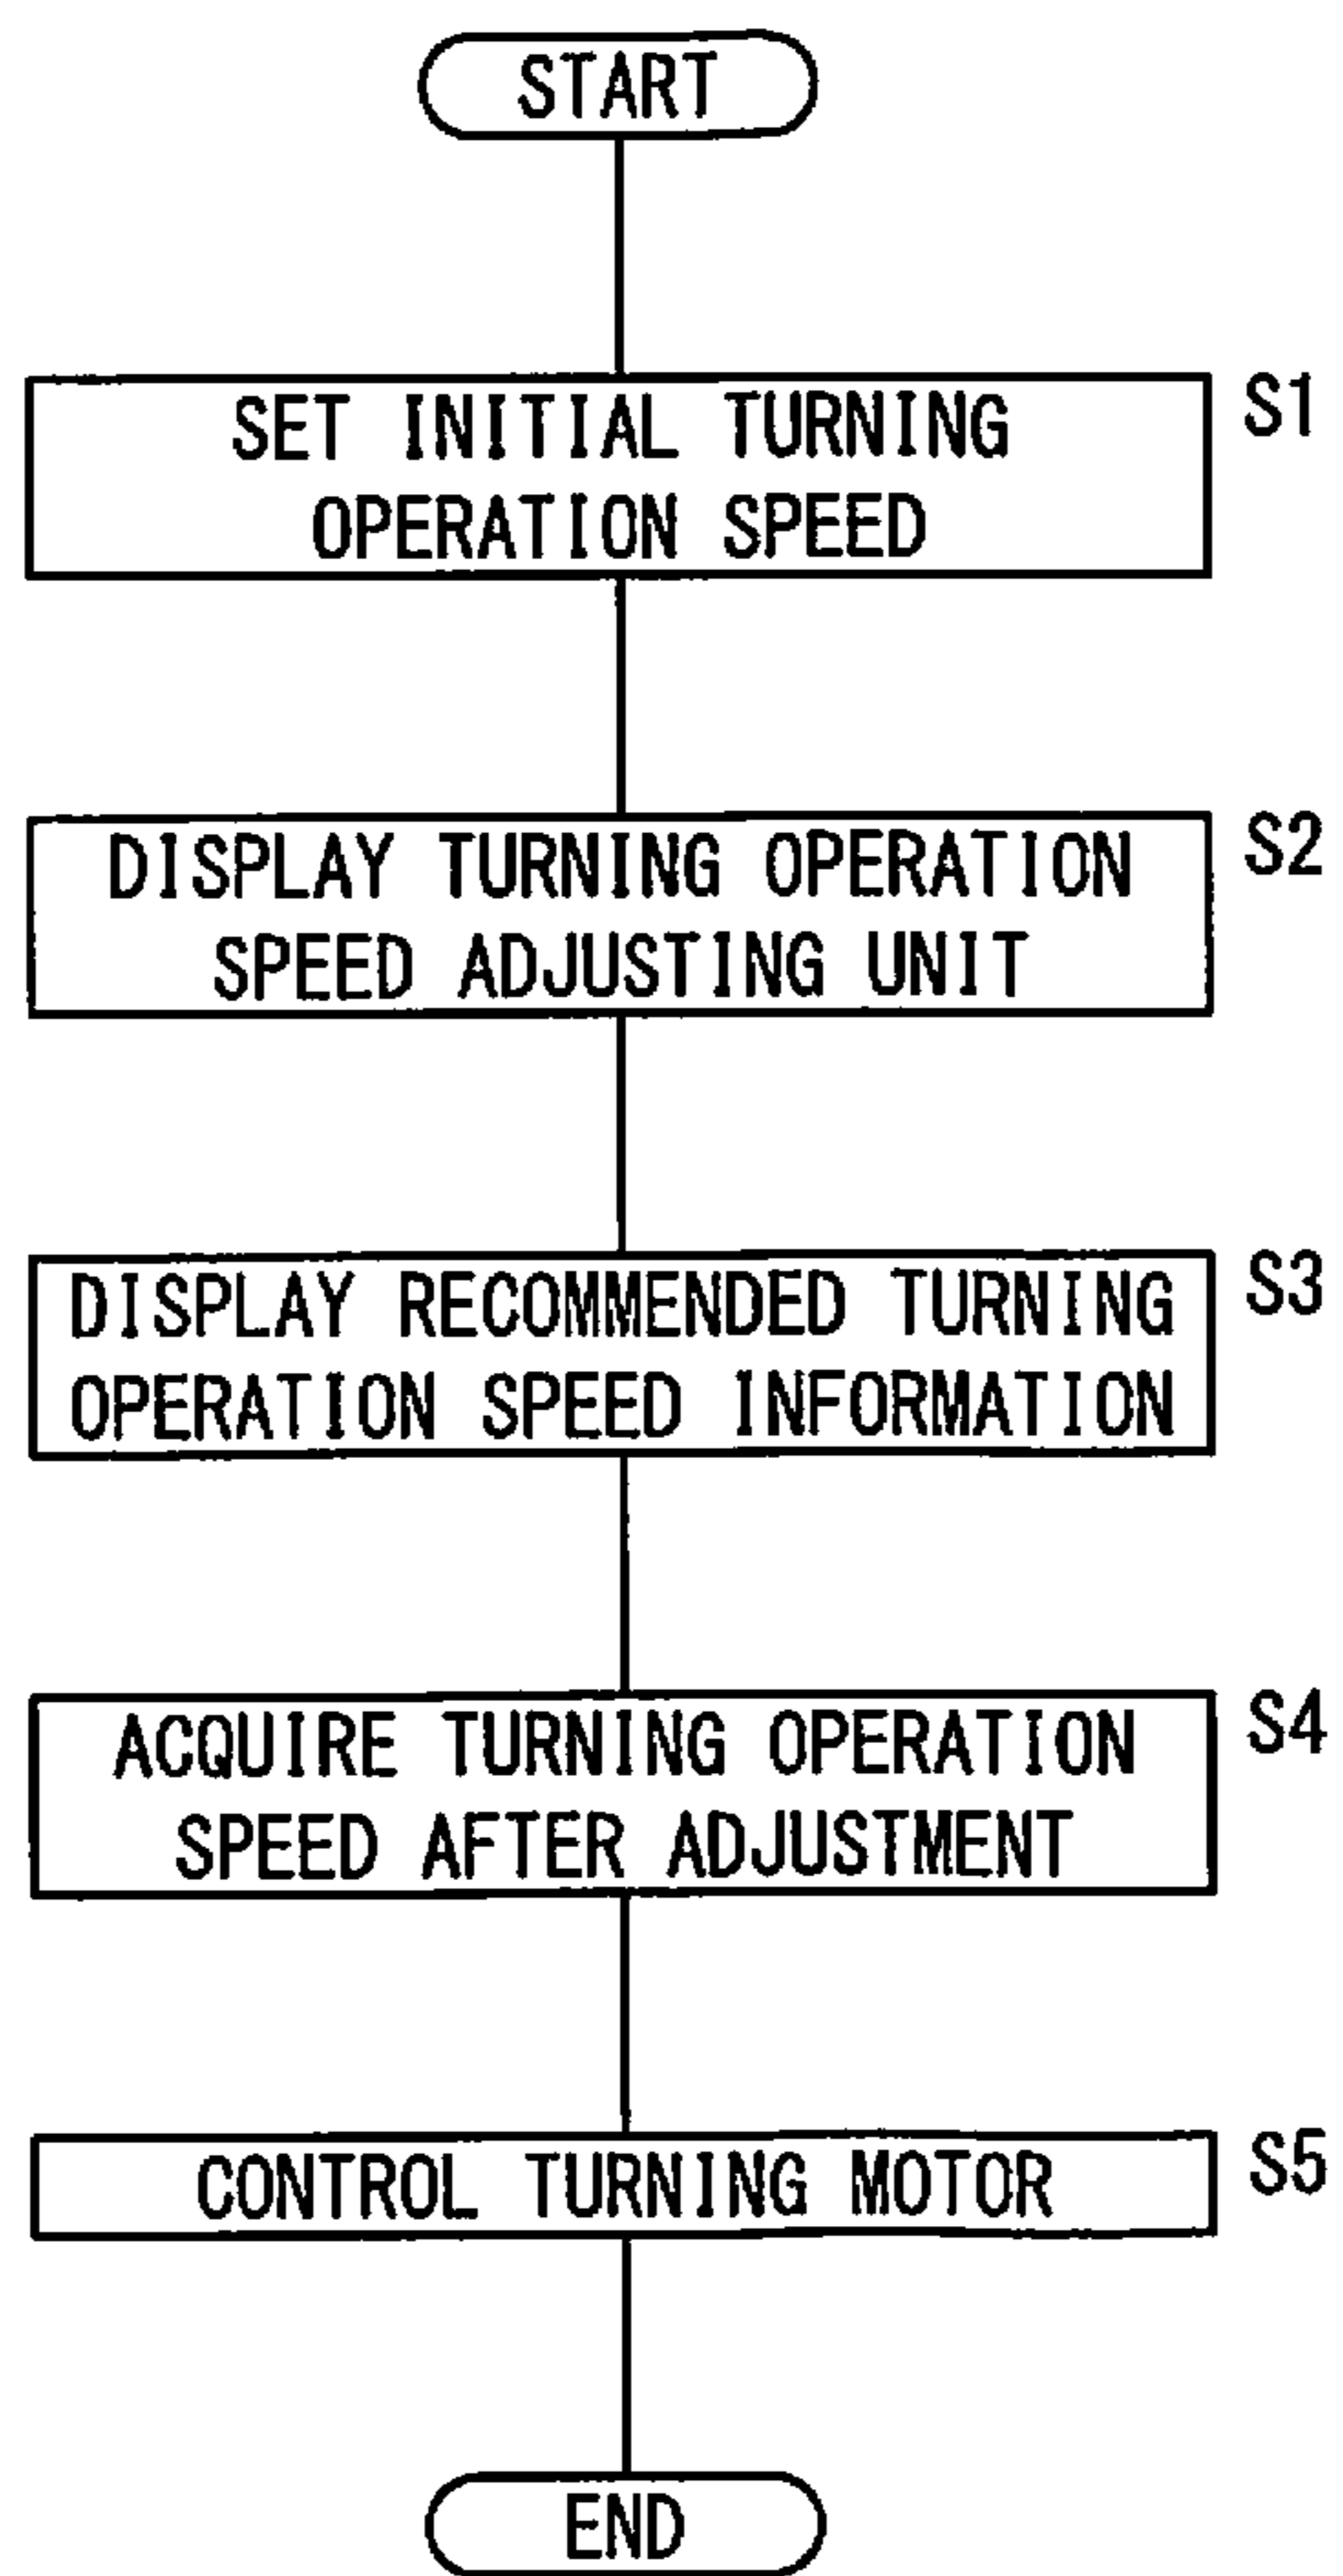 START
SET INITIAL TURNING
OPERATION SPEED
S1
DISPLAY TURNING OPERATION
SPEED ADJUSTING UNIT
S2
DISPLAY RECOMMENDED TURNING
OPERATION SPEED INFORMATION
S3
ACQUIRE TURNING OPERATION
SPEED AFTER ADJUSTMENT
S4
CONTROL TURNING MOTOR
S5
END